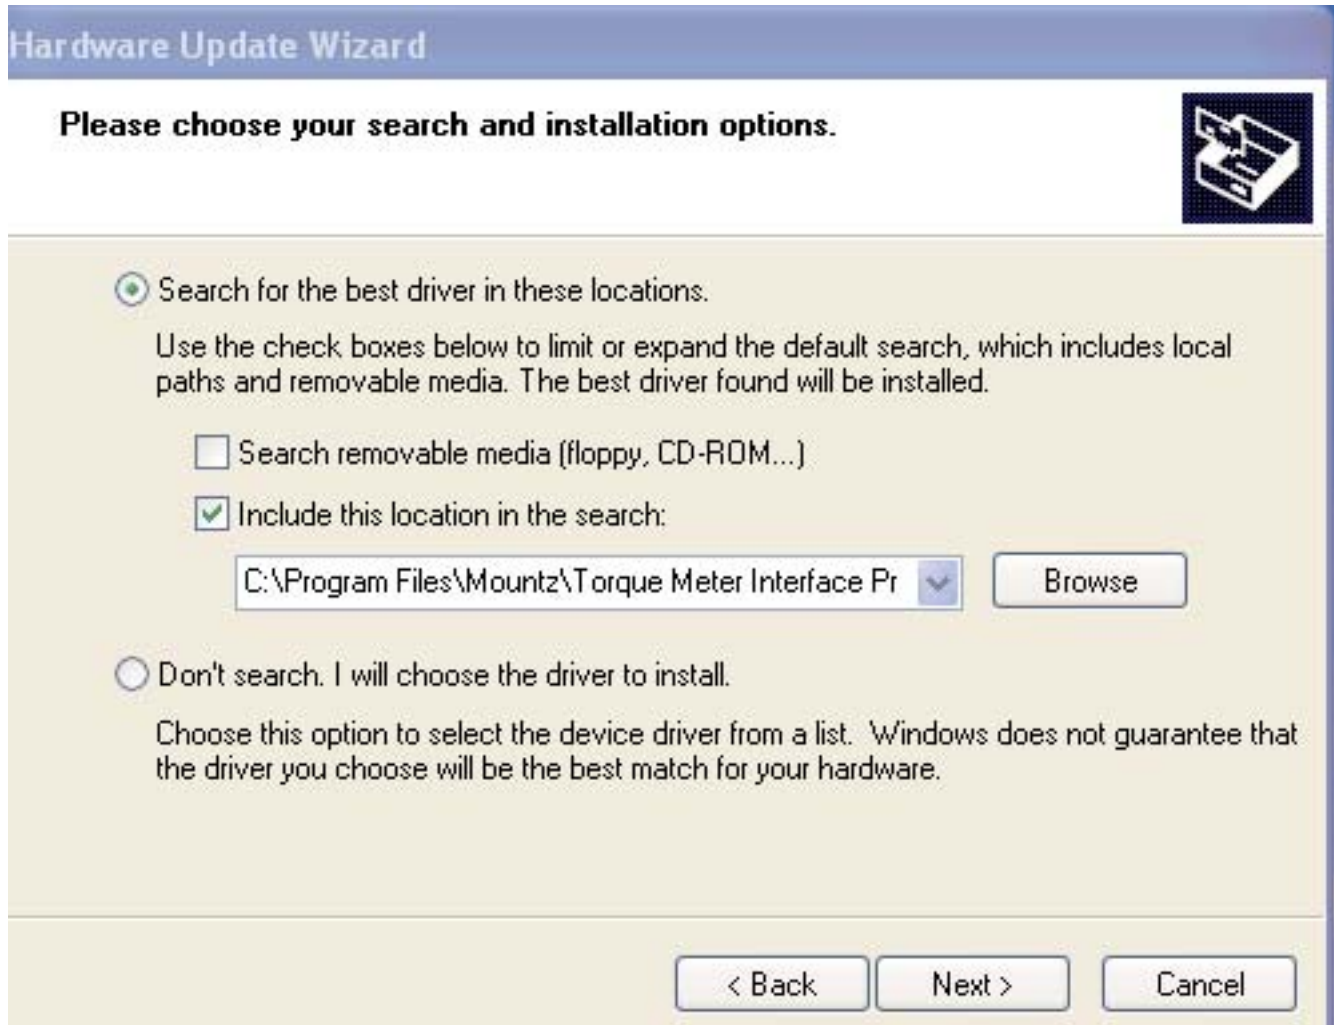 Hardware Update Wizard
Please choose your search and installation options.
Search for the best driver in these locations.
Use the check boxes below to limit or expand the default search, which includes local
paths and removable media. The best driver found will be installed.
Search removable media (floppy, CD-ROM...)
Include this location in the search:
C:\Program Files\Mountz\Torque Meter Interface Pr
Browse
Don't search. I will choose the driver to install.
Choose this option to select the device driver from a list.  Windows does not guarantee that
the driver you choose will be the best match for your hardware.
< Back
Next >
Cancel